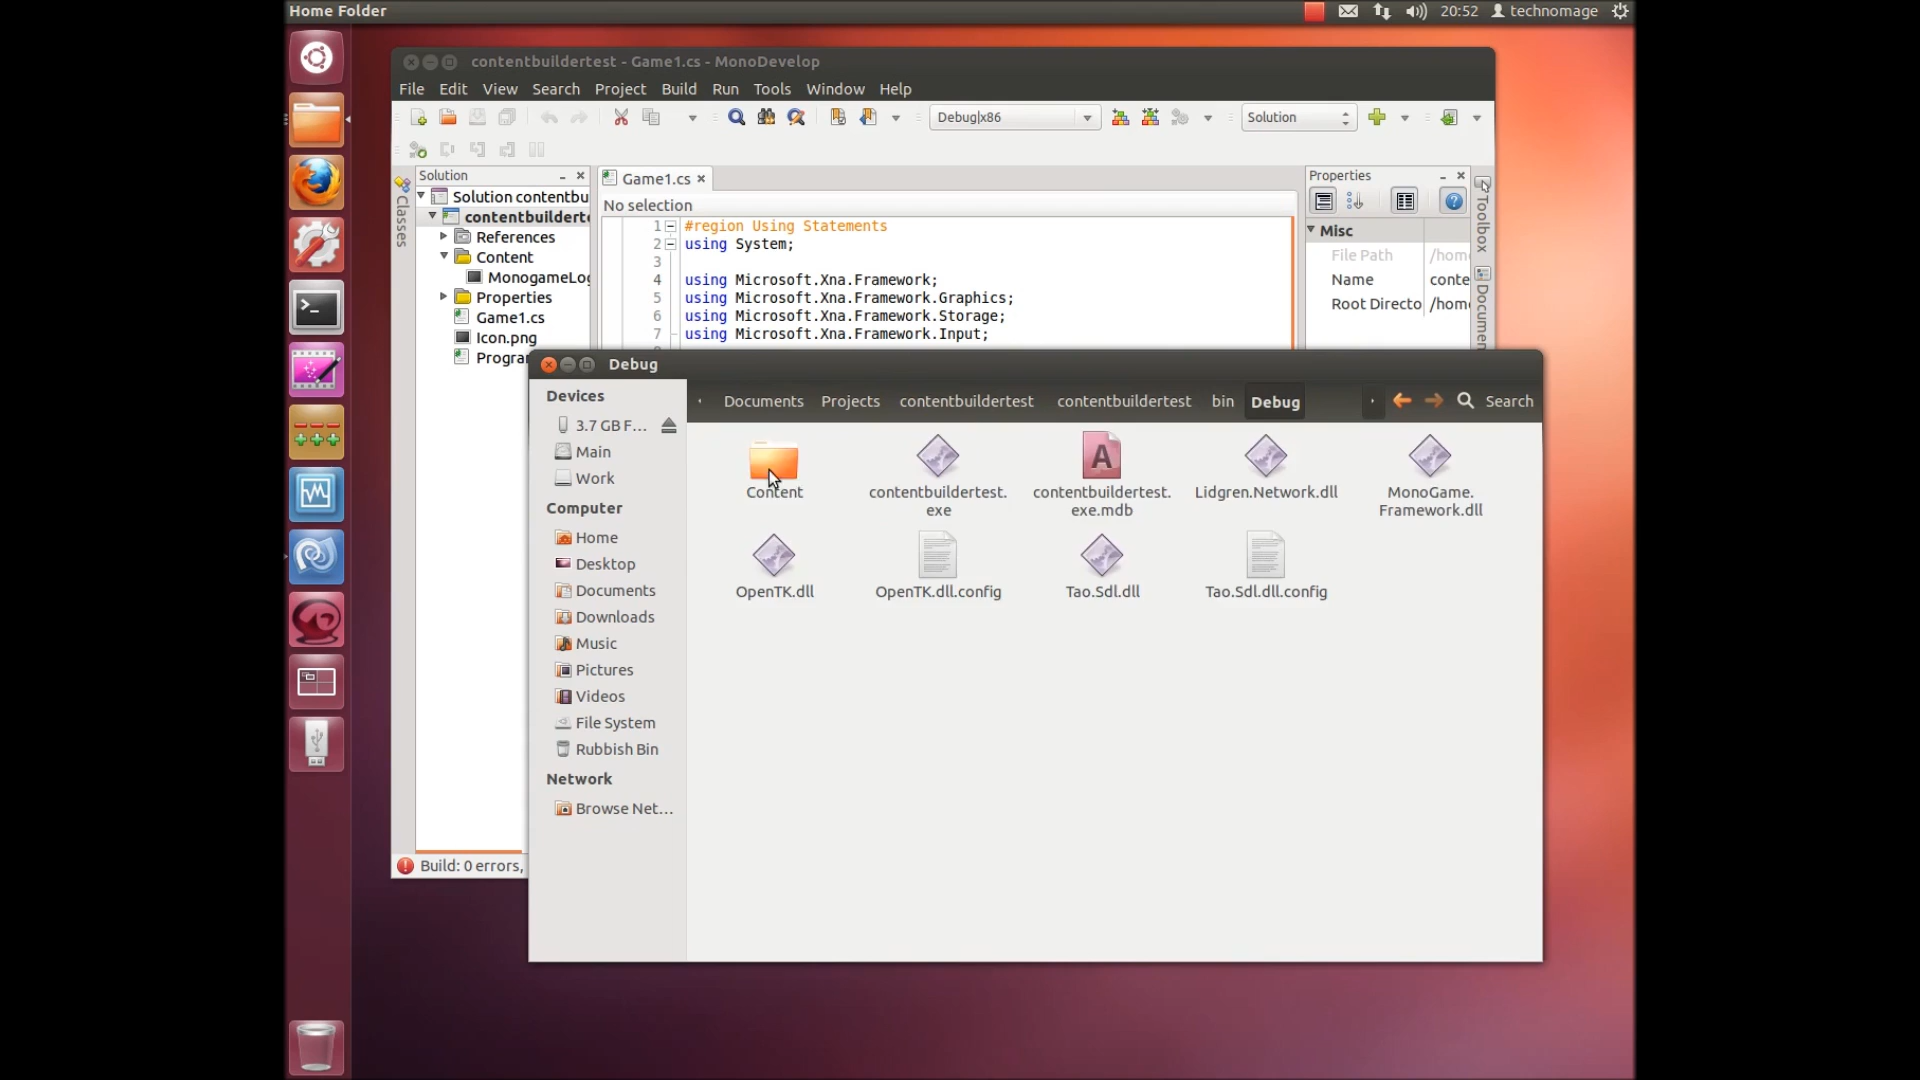 Home Folder
20:52 technomage
contentbuildertest - Game1.cs - MonoDevelop
File Edit View Search Project Build Run Tools Window Help
Debug|x86
Solution
Solution
Game1.cs
Properties
Classes
Solution contentbu
contentbuilderte
References
Content
MonogameLog
Properties
Game1.cs
Icon.png
Program
No selection
1 #region Using Statements
2 using System;
3
4 using Microsoft.Xna.Framework;
5 using Microsoft.Xna.Framework.Graphics;
6 using Microsoft.Xna.Framework.Storage;
7 using Microsoft.Xna.Framework.Input;
Misc
File Path /hom
Name conte
Root Directo /hom
Toolbox
Documen
Debug
Devices
3.7 GB F...
Main
Work
Computer
Home
Desktop
Documents
Downloads
Music
Pictures
Videos
File System
Rubbish Bin
Network
Browse Net...
Documents Projects contentbuildertest contentbuildertest bin Debug Search
Content
contentbuildertest.
exe
contentbuildertest.
exe.mdb
Lidgren.Network.dll
MonoGame.
Framework.dll
OpenTK.dll
OpenTK.dll.config
Tao.Sdl.dll
Tao.Sdl.dll.config
Build: 0 errors,